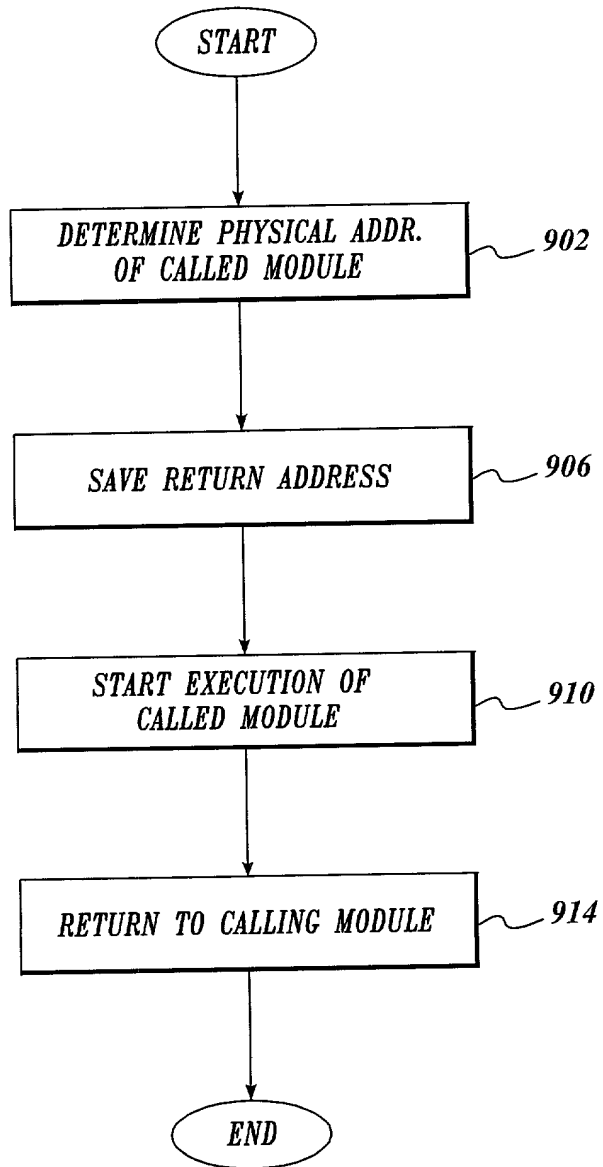 START
DETERMINE PHYSICAL ADDR.
OF CALLED MODULE
902
SAVE RETURN ADDRESS
906
START EXECUTION OF
CALLED MODULE
910
RETURN TO CALLING MODULE
914
END